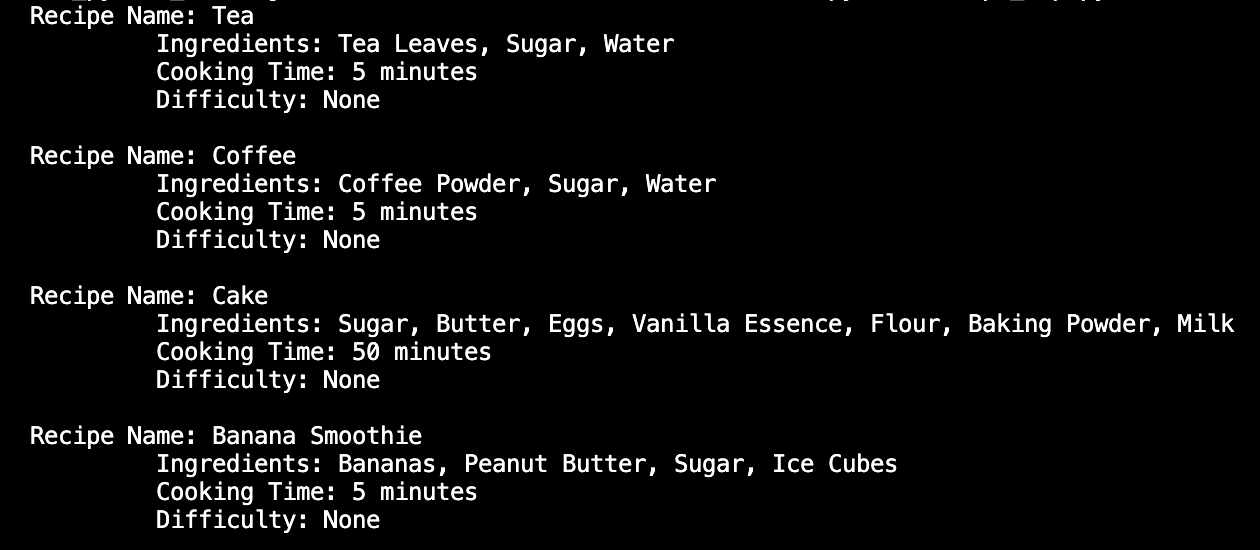 Recipe Name: Tea
Ingredients: Tea Leaves, Sugar, Water
Cooking Time: 5 minutes
Difficulty: None
Recipe Name: Coffee
Ingredients: Coffee Powder, Sugar, Water
Cooking Time: 5 minutes
Difficulty: None
Recipe Name: Cake
Ingredients: Sugar, Butter, Eggs, Vanilla Essence, Flour, Baking Powder, Milk
Cooking Time: 50 minutes
Difficulty: None
Recipe Name: Banana Smoothie
Ingredients: Bananas, Peanut Butter, Sugar, Ice Cubes
Cooking Time: 5 minutes
Difficulty: None